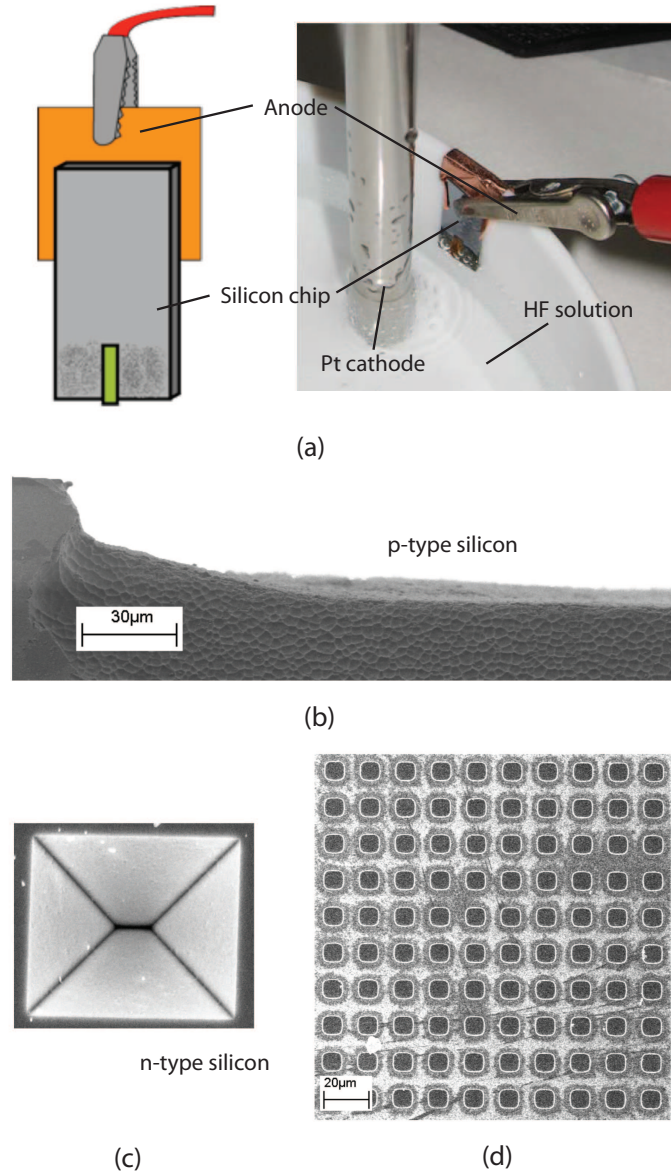 Anode
Silicon chip
HF solution
Pt cathode
(a)
p-type silicon
30µm
(b)
n-type silicon
20µm
(c)
(d)